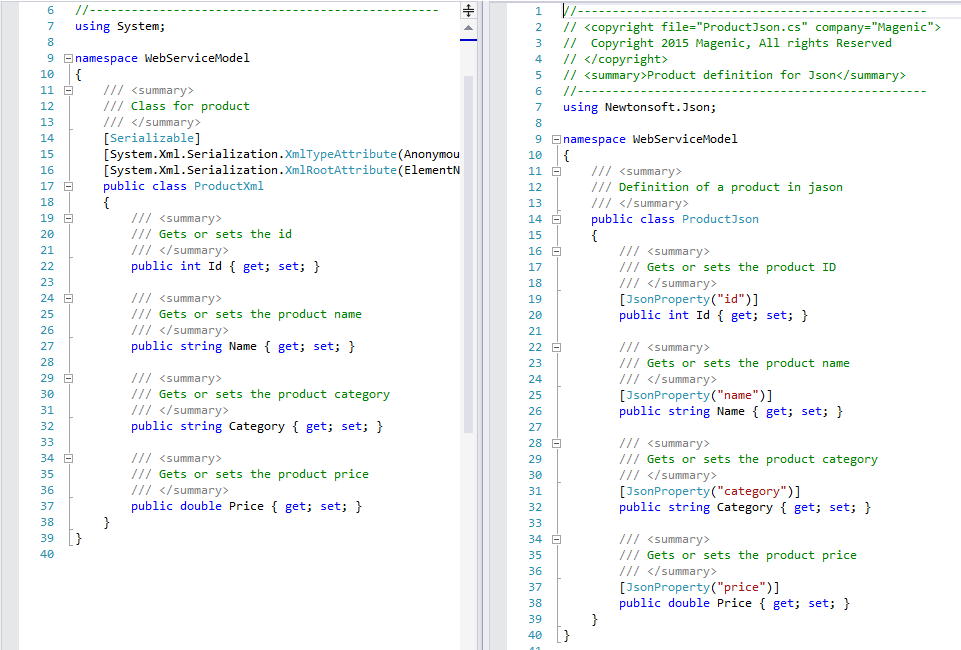 6 //--------------------------------------------------
7 using System;
8
9 namespace WebServiceModel
10 {
11 /// <summary>
12 /// Class for product
13 /// </summary>
14 [Serializable]
15 [System.Xml.Serialization.XmlTypeAttribute(Anonymou
16 [System.Xml.Serialization.XmlRootAttribute(ElementN
17 public class ProductXml
18 {
19 /// <summary>
20 /// Gets or sets the id
21 /// </summary>
22 public int Id { get; set; }
23
24 /// <summary>
25 /// Gets or sets the product name
26 /// </summary>
27 public string Name { get; set; }
28
29 /// <summary>
30 /// Gets or sets the product category
31 /// </summary>
32 public string Category { get; set; }
33
34 /// <summary>
35 /// Gets or sets the product price
36 /// </summary>
37 public double Price { get; set; }
38 }
39 }
40
1 //--------------------------------------------------
2 // <copyright file="ProductJson.cs" company="Magenic">
3 //  Copyright 2015 Magenic, All rights Reserved
4 // </copyright>
5 // <summary>Product definition for Json</summary>
6 //--------------------------------------------------
7 using Newtonsoft.Json;
8
9 namespace WebServiceModel
10 {
11 /// <summary>
12 /// Definition of a product in jason
13 /// </summary>
14 public class ProductJson
15 {
16 /// <summary>
17 /// Gets or sets the product ID
18 /// </summary>
19 [JsonProperty("id")]
20 public int Id { get; set; }
21
22 /// <summary>
23 /// Gets or sets the product name
24 /// </summary>
25 [JsonProperty("name")]
26 public string Name { get; set; }
27
28 /// <summary>
29 /// Gets or sets the product category
30 /// </summary>
31 [JsonProperty("category")]
32 public string Category { get; set; }
33
34 /// <summary>
35 /// Gets or sets the product price
36 /// </summary>
37 [JsonProperty("price")]
38 public double Price { get; set; }
39 }
40 }
41